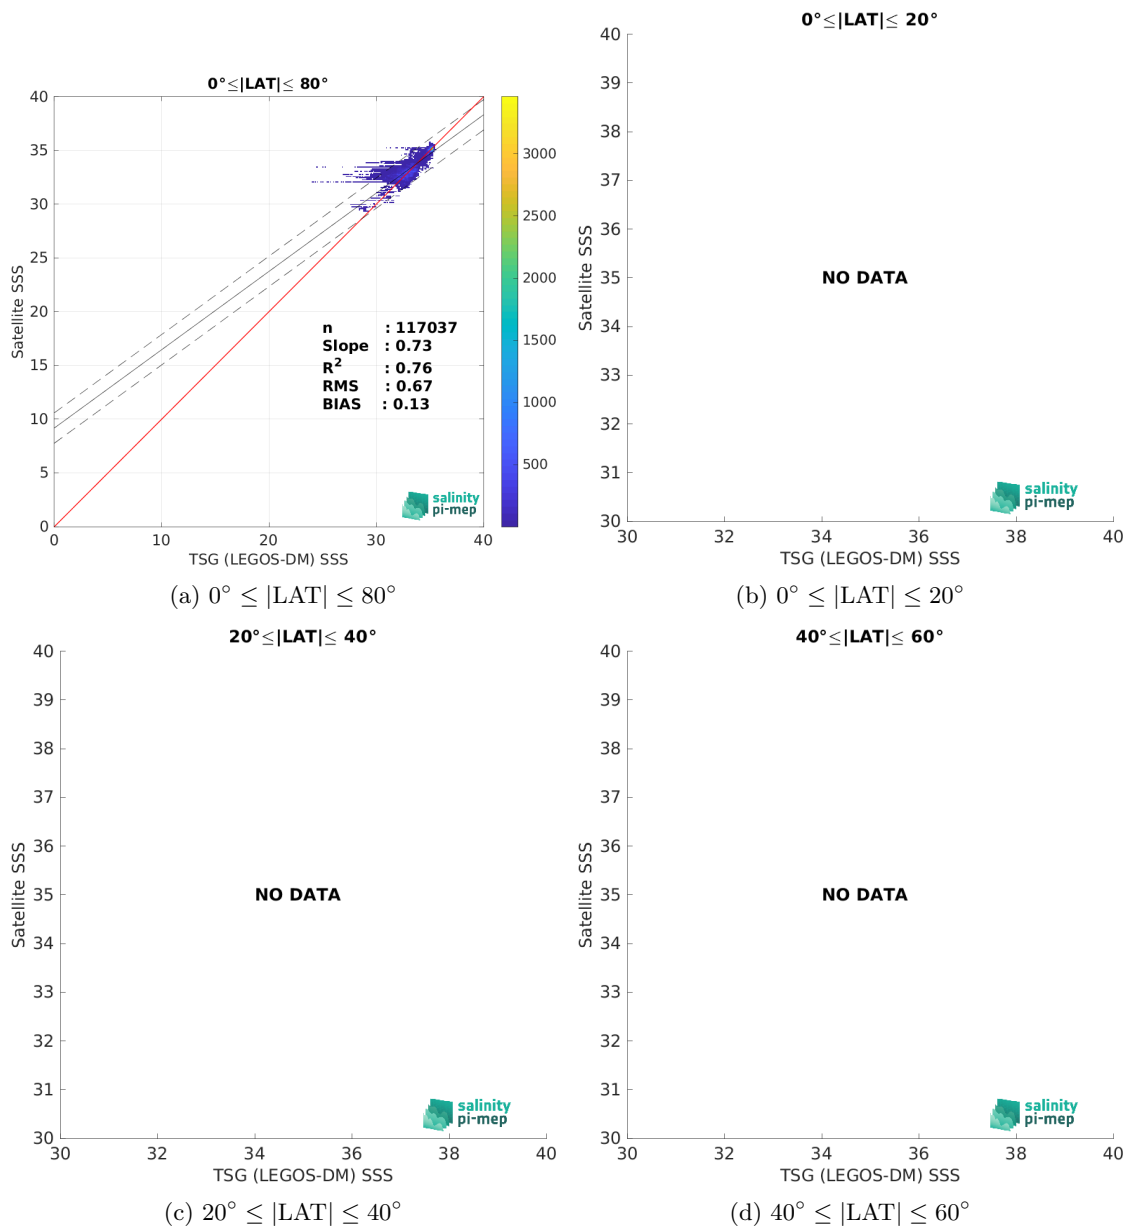 0°≤|LAT|≤ 80°
40
35
30
25
20
15
10
5
0
Satellite SSS
0
10
20
30
40
TSG (LEGOS-DM) SSS
3000
2500
2000
1500
1000
500
n : 117037
Slope : 0.73
R² : 0.76
RMS : 0.67
BIAS : 0.13
salinity
pi-mep
(a) 0° ≤ |LAT| ≤ 80°
0°≤|LAT|≤ 20°
40
39
38
37
36
35
34
33
32
31
30
Satellite SSS
NO DATA
30
32
34
36
38
40
TSG (LEGOS-DM) SSS
salinity
pi-mep
(b) 0° ≤ |LAT| ≤ 20°
20°≤|LAT|≤ 40°
40
39
38
37
36
35
34
33
32
31
30
Satellite SSS
NO DATA
30
32
34
36
38
40
TSG (LEGOS-DM) SSS
salinity
pi-mep
(c) 20° ≤ |LAT| ≤ 40°
40°≤|LAT|≤ 60°
40
39
38
37
36
35
34
33
32
31
30
Satellite SSS
NO DATA
30
32
34
36
38
40
TSG (LEGOS-DM) SSS
salinity
pi-mep
(d) 40° ≤ |LAT| ≤ 60°